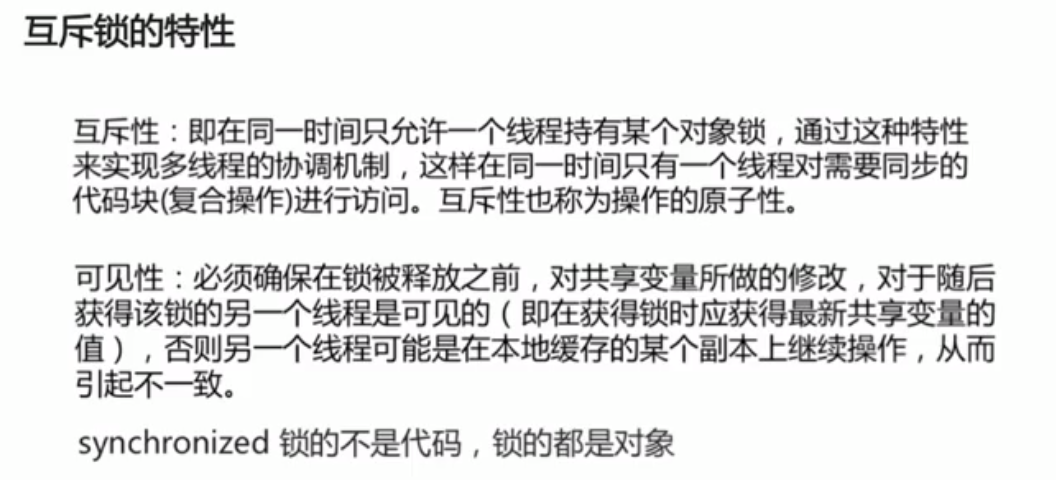 互斥锁的特性
互斥性：即在同一时间只允许一个线程持有某个对象锁，通过这种特性
来实现多线程的协调机制，这样在同一时间只有一个线程对需要同步的
代码块(复合操作)进行访问。互斥性也称为操作的原子性。
可见性：必须确保在锁被释放之前，对共享变量所做的修改，对于随后
获得该锁的另一个线程是可见的（即在获得锁时应获得最新共享变量的
值），否则另一个线程可能是在本地缓存的某个副本上继续操作，从而
引起不一致。
synchronized 锁的不是代码，锁的都是对象